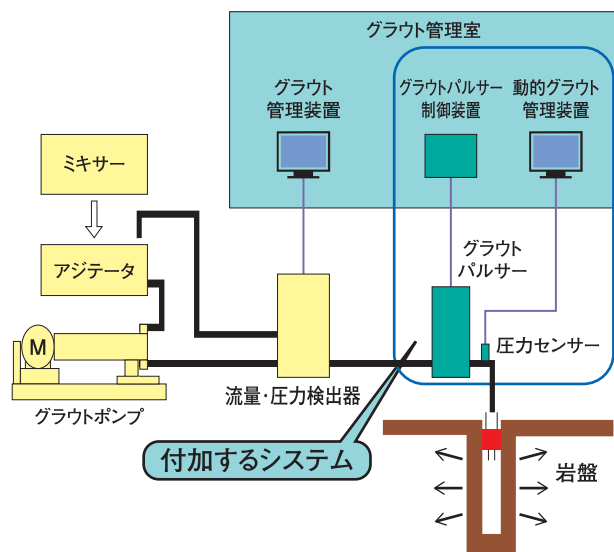 グラウト管理室
グラウト
管理装置
グラウトパルサー
制御装置
動的グラウト
管理装置
ミキサー
アジテータ
グラウト
パルサー
M
圧力センサー
グラウトポンプ
流量・圧力検出器
付加するシステム
岩盤